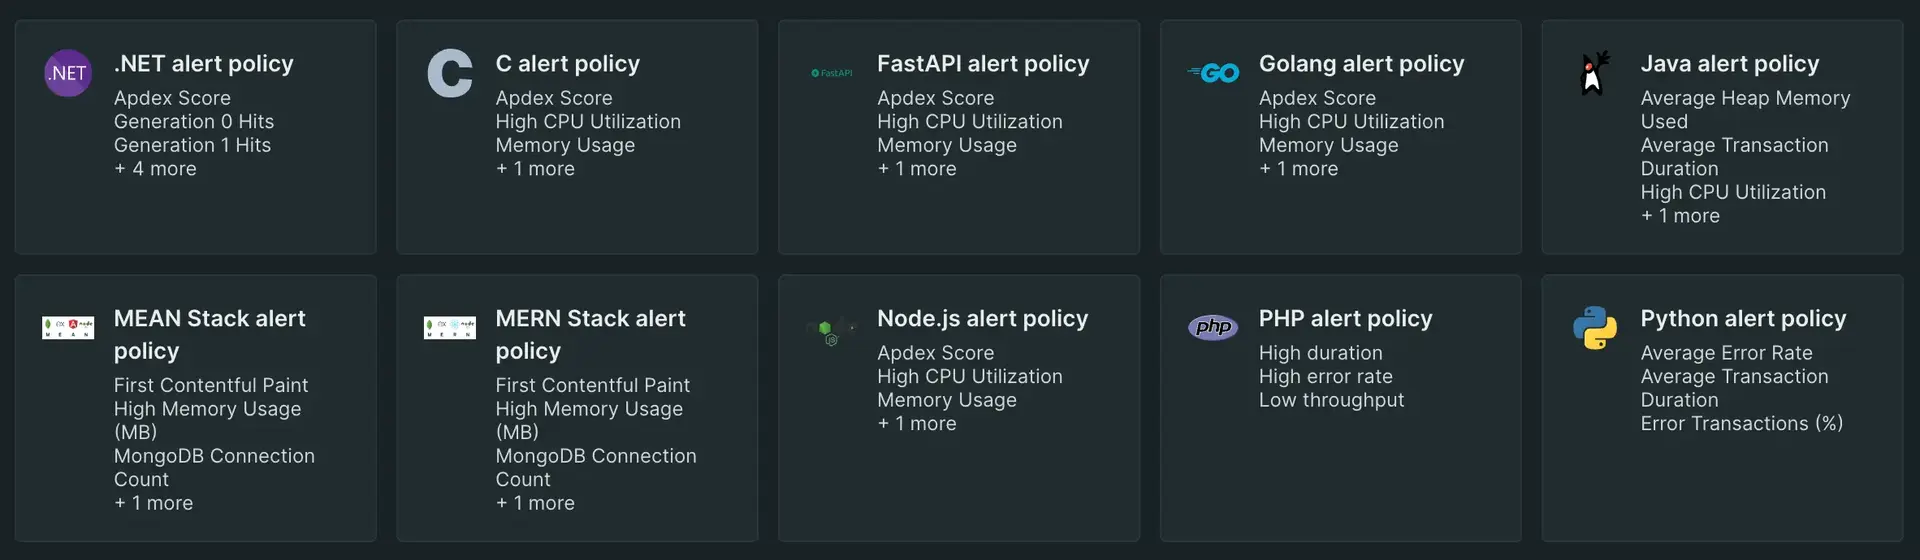 .NET
.NET alert policy
Apdex Score
Generation 0 Hits
Generation 1 Hits
+ 4 more
C
C alert policy
Apdex Score
High CPU Utilization
Memory Usage
+ 1 more
FastAPI
FastAPI alert policy
Apdex Score
High CPU Utilization
Memory Usage
+ 1 more
GO
Golang alert policy
Apdex Score
High CPU Utilization
Memory Usage
+ 1 more
Java alert policy
Average Heap Memory
Used
Average Transaction
Duration
High CPU Utilization
+ 1 more
MEAN
MEAN Stack alert
policy
First Contentful Paint
High Memory Usage
(MB)
MongoDB Connection
Count
+ 1 more
MERN
MERN Stack alert
policy
First Contentful Paint
High Memory Usage
(MB)
MongoDB Connection
Count
+ 1 more
JS
Node.js alert policy
Apdex Score
High CPU Utilization
Memory Usage
+ 1 more
php
PHP alert policy
High duration
High error rate
Low throughput
Python alert policy
Average Error Rate
Average Transaction
Duration
Error Transactions (%)